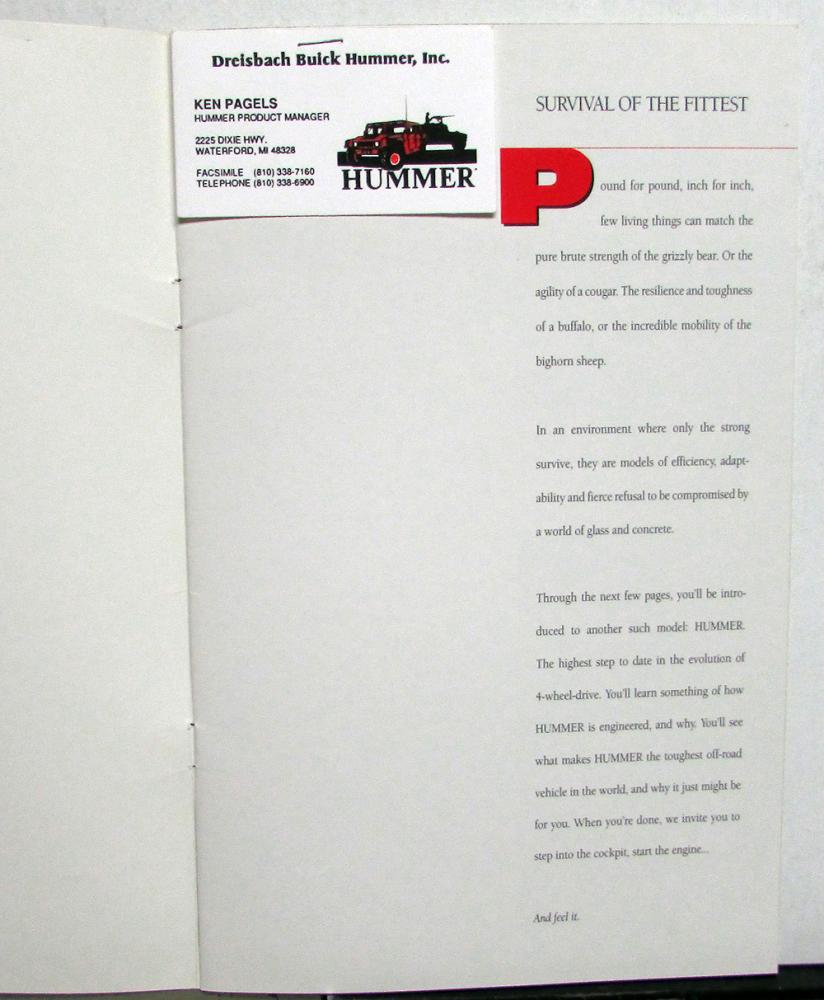 Dreisbach Buick Hummer, Inc.
KEN PAGELS
HUMMER PRODUCT MANAGER
2225 DIXIE HWY.
WATERFORD, MI 48328
FACSIMILE (810) 338-7160
TELEPHONE (810) 338-6900
HUMMER
SURVIVAL OF THE FITTEST
Pound for pound, inch for inch,
few living things can match the
pure brute strength of the grizzly bear. Or the
agility of a cougar. The resilience and toughness
of a buffalo, or the incredible mobility of the
bighorn sheep.
In an environment where only the strong
survive, they are models of efficiency, adapt-
ability and fierce refusal to be compromised by
a world of glass and concrete.
Through the next few pages, you'll be intro-
duced to another such model: HUMMER.
The highest step to date in the evolution of
4-wheel-drive. You'll learn something of how
HUMMER is engineered, and why. You'll see
what makes HUMMER the toughest off-road
vehicle in the world, and why it just might be
for you. When you're done, we invite you to
step into the cockpit, start the engine...
And feel it.